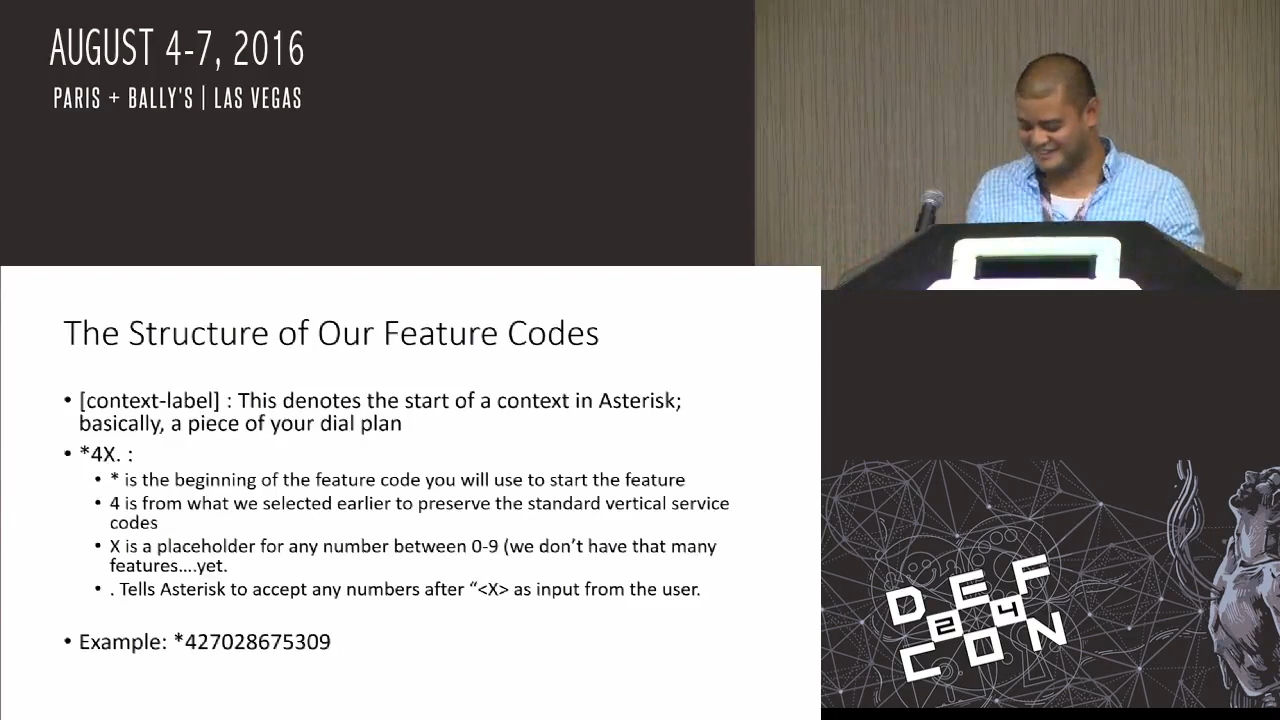 AUGUST 4-7, 2016
PARIS + BALLY'S | LAS VEGAS
The Structure of Our Feature Codes
• [context-label] : This denotes the start of a context in Asterisk;
basically, a piece of your dial plan
• *4X. :
• * is the beginning of the feature code you will use to start the feature
• 4 is from what we selected earlier to preserve the standard vertical service
codes
• X is a placeholder for any number between 0-9 (we don't have that many
features....yet.
• . Tells Asterisk to accept any numbers after “<X> as input from the user.
• Example: *427028675309
DEF
24
CON